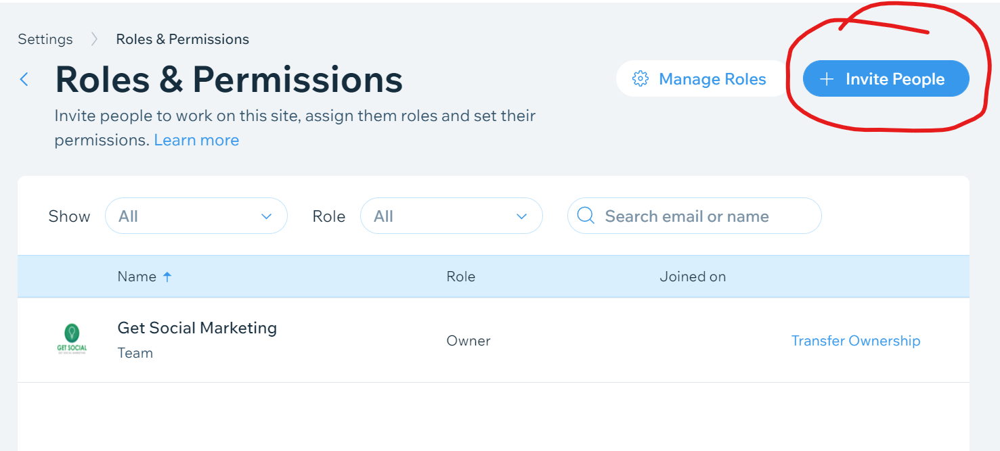 Settings Roles & Permissions
Roles & Permissions
Manage Roles
Invite People
Invite people to work on this site, assign them roles and set their
permissions. Learn more
Show All Role All Search email or name
Name Role Joined on
Get Social Marketing
Team
Owner
Transfer Ownership
GET SOCIAL